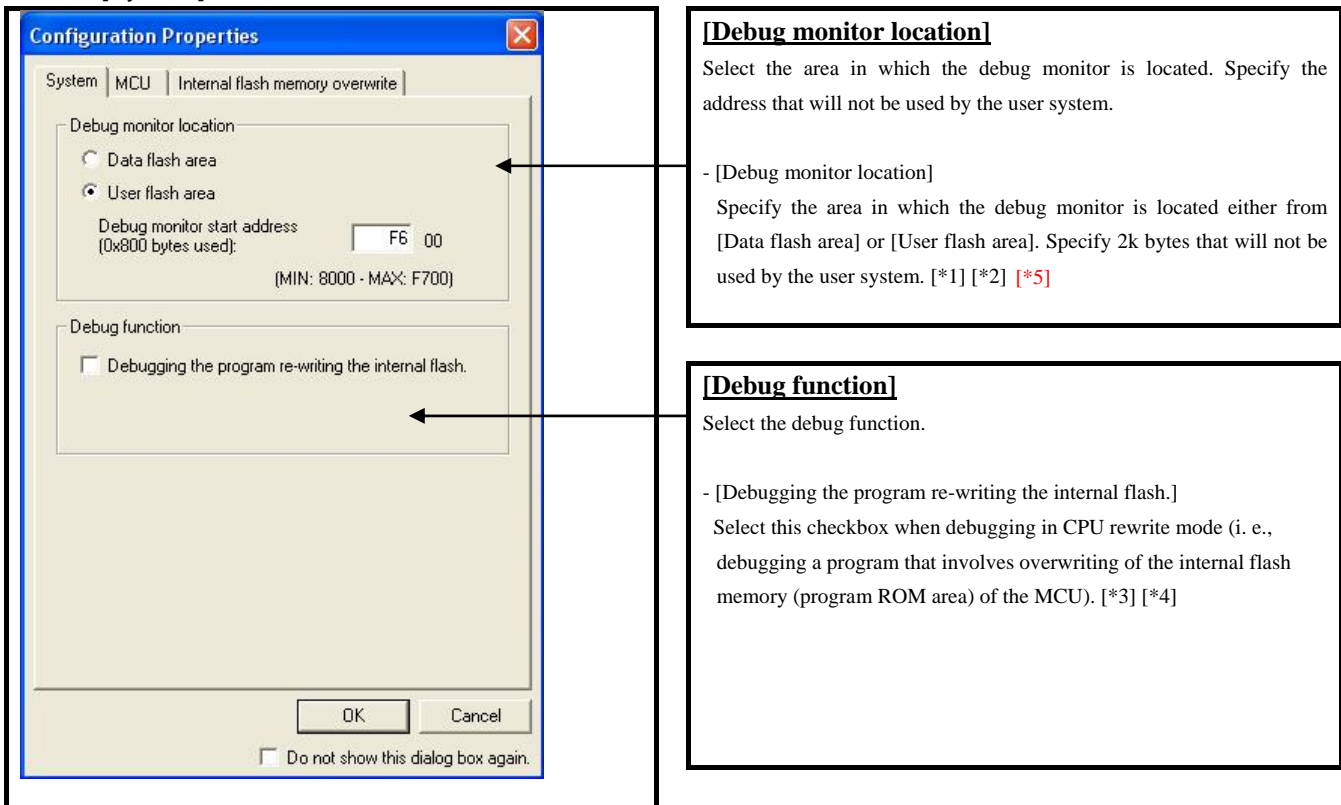 Configuration Properties
System
MCU
Internal flash memory overwrite
Debug monitor location
Data flash area
User flash area
Debug monitor start address
(0x800 bytes used):
F6 00
(MIN: 8000 - MAX: F700)
Debug function
Debugging the program re-writing the internal flash.
OK
Cancel
Do not show this dialog box again.
[Debug monitor location]
Select the area in which the debug monitor is located. Specify the
address that will not be used by the user system.
- [Debug monitor location]
Specify the area in which the debug monitor is located either from
[Data flash area] or [User flash area]. Specify 2k bytes that will not be
used by the user system. [*1] [*2] [*5]
[Debug function]
Select the debug function.
- [Debugging the program re-writing the internal flash.]
Select this checkbox when debugging in CPU rewrite mode (i. e.,
debugging a program that involves overwriting of the internal flash
memory (program ROM area) of the MCU). [*3] [*4]